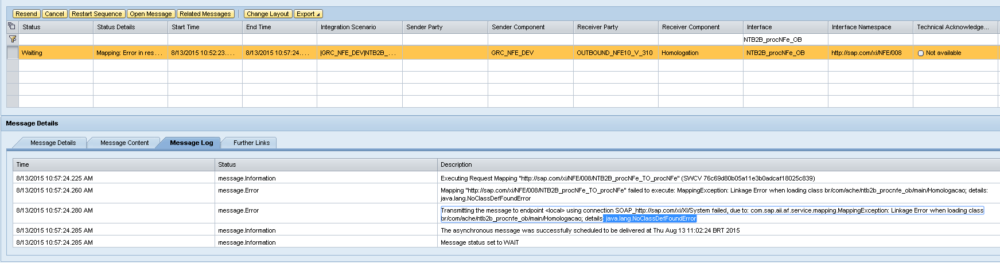 Resend Cancel Restart Sequence Open Message Related Messages Change Layout Export
Status Status Details Start Time End Time Integration Scenario Sender Party Sender Component Receiver Party Receiver Component Interface Interface Namespace Technical Acknowledge...
NTB2B_procNFe_OB
Waiting Mapping: Error in res ... 8/13/2015 10:52:23.... 8/13/2015 10:57:24.... |GRC_NFE_DEV|NTB2B_... GRC_NFE_DEV OUTBOUND_NFE10_V_310 Homologation NTB2B_procNFe_OB http://sap.com/xi/NFE/008 Not available
Message Details
Message Details Message Content Message Log Further Links
Time Status Description
8/13/2015 10:57:24.225 AM message.Information Executing Request Mapping "http://sap.com/xi/NFE/008/NTB2B_procNFe_TO_procNFe" (SWCV 76c69d80b05a11e3b0adcaf18025c839)
8/13/2015 10:57:24.260 AM message.Error Mapping "http://sap.com/xi/NFE/008/NTB2B_procNFe_TO_procNFe" failed to execute: MappingException: Linkage Error when loading class br/com/ache/ntb2b_procnfe_ob/main/Homologacao; details:
java.lang.NoClassDefFoundError
8/13/2015 10:57:24.280 AM message.Error Transmitting the message to endpoint <local> using connection SOAP_http://sap.com/xi/XI/System failed, due to: com.sap.aii.af.service.mapping.MappingException: Linkage Error when loading class
br/com/ache/ntb2b_procnfe_ob/main/Homologacao; details: java.lang.NoClassDefFoundError
8/13/2015 10:57:24.285 AM message.Information The asynchronous message was successfully scheduled to be delivered at Thu Aug 13 11:02:24 BRT 2015
8/13/2015 10:57:24.285 AM message.Information Message status set to WAIT